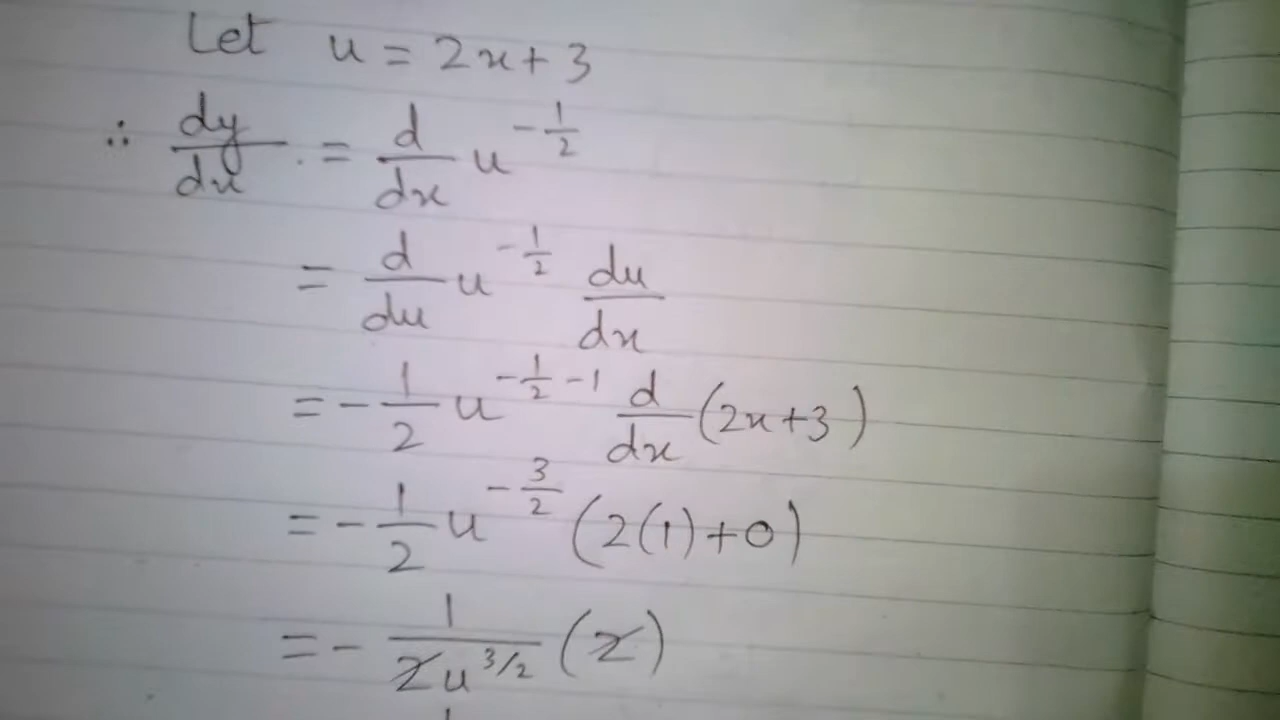 Let u = 2x + 3
∴ dy/dx = d/dx u^(-1/2)
= d/du u^(-1/2) du/dx
= - 1/2 u^(-1/2 - 1) d/dx (2x + 3)
= - 1/2 u^(-3/2) (2(1) + 0)
= - 1/(2u^(3/2)) (2)